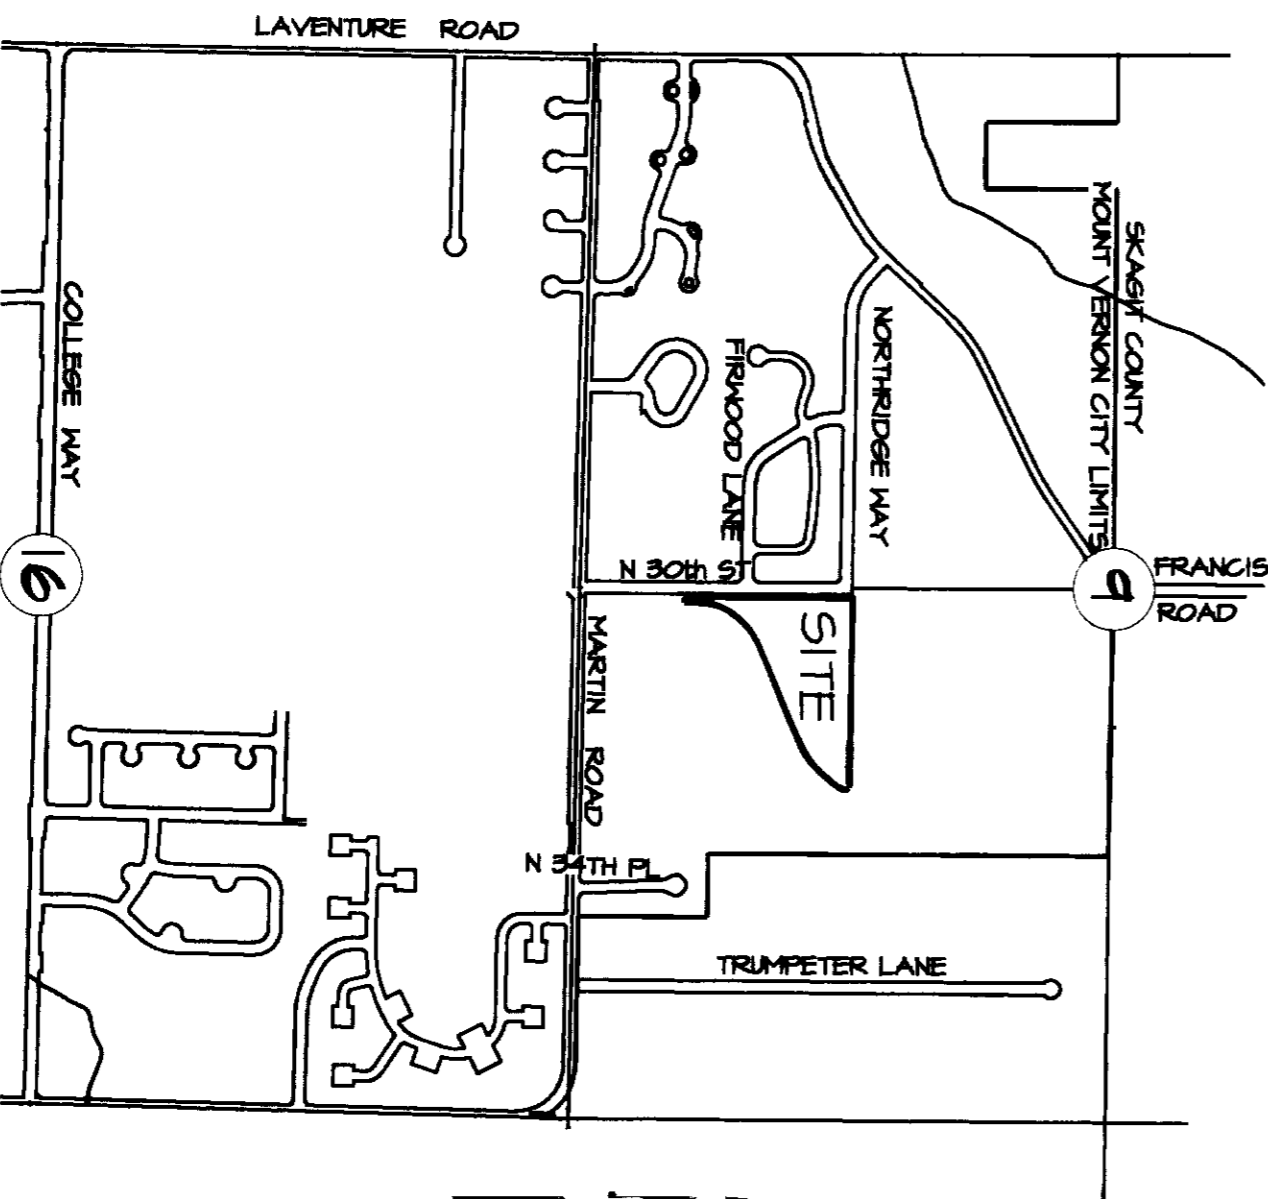 LAVENTURE ROAD
SKAGIT COUNTY
MOUNT VERNON CITY LIMITS
COLLEGE WAY
NORTHRIDGE WAY
FIRWOOD LANE
16
9
FRANCIS
ROAD
N 30th ST
SITE
MARTIN ROAD
N 34TH PL
TRUMPETER LANE